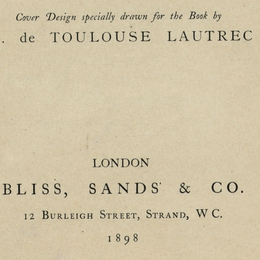 Cover Design specially drawn for the Book by
. de TOULOUSE LAUTREC
LONDON
BLISS, SANDS & CO.
12 BURLEIGH STREET, STRAND, W C.
1898